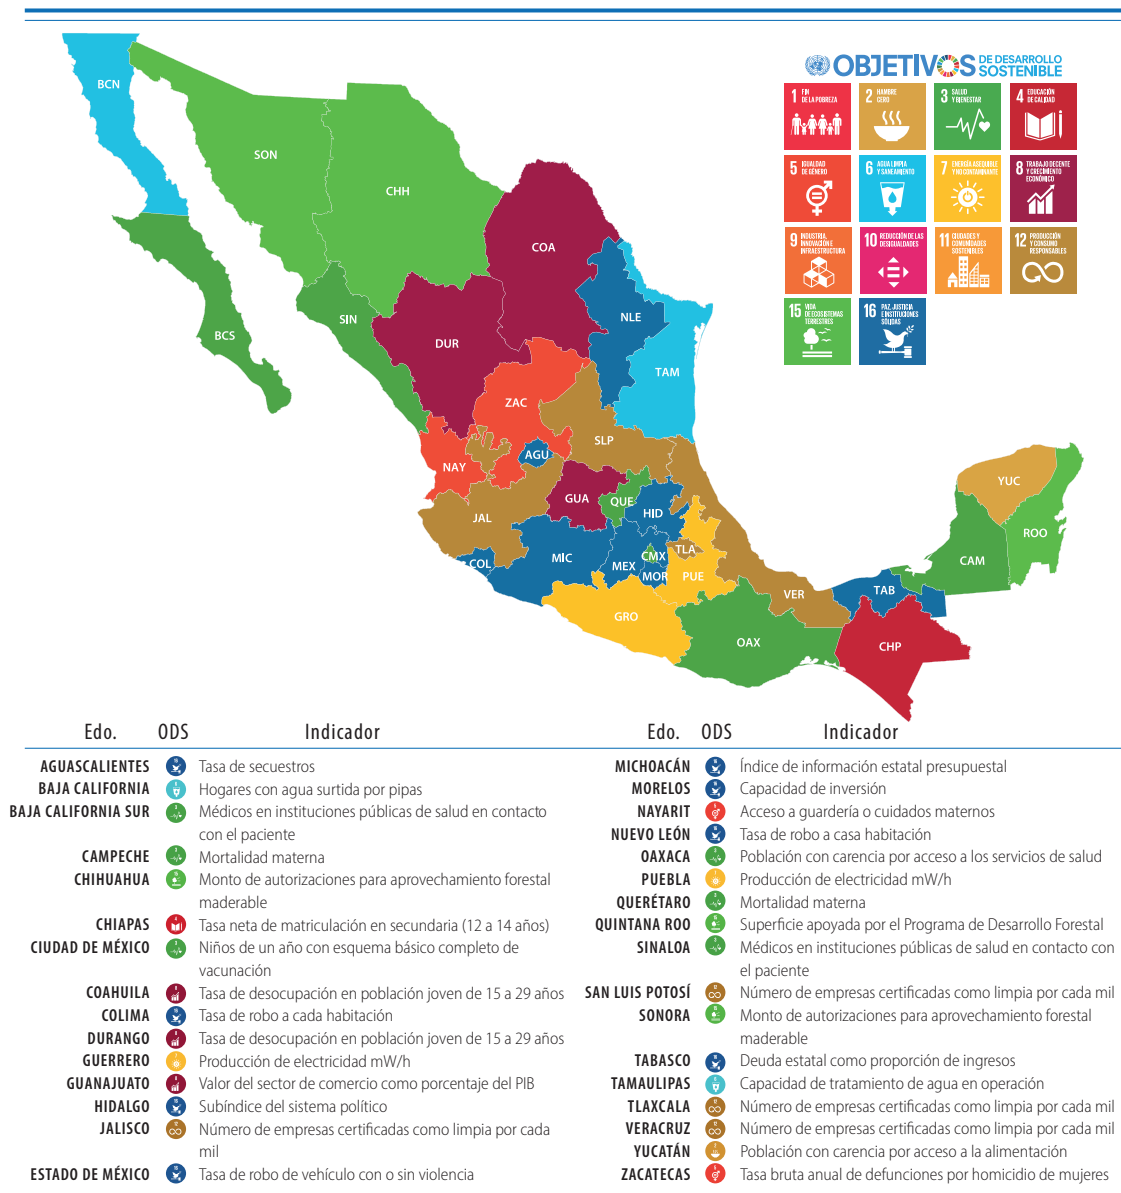 OBJETIVOS DE DESARROLLO SOSTENIBLE
1 FIN DE LA POBREZA
2 HAMBRE CERO
3 SALUD Y BIENESTAR
4 EDUCACIÓN DE CALIDAD
5 IGUALDAD DE GÉNERO
6 AGUA LIMPIA Y SANEAMIENTO
7 ENERGÍA ASEQUIBLE Y NO CONTAMINANTE
8 TRABAJO DECENTE Y CRECIMIENTO ECONÓMICO
9 INDUSTRIA, INNOVACIÓN E INFRAESTRUCTURA
10 REDUCCIÓN DE LAS DESIGUALDADES
11 CIUDADES Y COMUNIDADES SOSTENIBLES
12 PRODUCCIÓN Y CONSUMO RESPONSABLES
15 VIDA DE ECOSISTEMAS TERRESTRES
16 PAZ, JUSTICIA E INSTITUCIONES SÓLIDAS
BCN
SON
CHH
COA
BCS
SIN
DUR
NLE
TAM
ZAC
SLP
NAY
AGU
GUA
QUE
HID
JAL
COL
MIC
MEX
CMX
MOR
TLA
PUE
VER
GRO
OAX
TAB
CHP
CAM
YUC
ROO
Edo. ODS Indicador
AGUASCALIENTES Tasa de secuestros
BAJA CALIFORNIA Hogares con agua surtida por pipas
BAJA CALIFORNIA SUR Médicos en instituciones públicas de salud en contacto
con el paciente
CAMPECHE Mortalidad materna
CHIHUAHUA Monto de autorizaciones para aprovechamiento forestal
maderable
CHIAPAS Tasa neta de matriculación en secundaria (12 a 14 años)
CIUDAD DE MÉXICO Niños de un año con esquema básico completo de
vacunación
COAHUILA Tasa de desocupación en población joven de 15 a 29 años
COLIMA Tasa de robo a cada habitación
DURANGO Tasa de desocupación en población joven de 15 a 29 años
GUERRERO Producción de electricidad mW/h
GUANAJUATO Valor del sector de comercio como porcentaje del PIB
HIDALGO Subíndice del sistema político
JALISCO Número de empresas certificadas como limpia por cada
mil
ESTADO DE MÉXICO Tasa de robo de vehículo con o sin violencia
Edo. ODS Indicador
MICHOACÁN Índice de información estatal presupuestal
MORELOS Capacidad de inversión
NAYARIT Acceso a guardería o cuidados maternos
NUEVO LEÓN Tasa de robo a casa habitación
OAXACA Población con carencia por acceso a los servicios de salud
PUEBLA Producción de electricidad mW/h
QUERÉTARO Mortalidad materna
QUINTANA ROO Superficie apoyada por el Programa de Desarrollo Forestal
SINALOA Médicos en instituciones públicas de salud en contacto con
el paciente
SAN LUIS POTOSÍ Número de empresas certificadas como limpia por cada mil
SONORA Monto de autorizaciones para aprovechamiento forestal
maderable
TABASCO Deuda estatal como proporción de ingresos
TAMAULIPAS Capacidad de tratamiento de agua en operación
TLAXCALA Número de empresas certificadas como limpia por cada mil
VERACRUZ Número de empresas certificadas como limpia por cada mil
YUCATÁN Población con carencia por acceso a la alimentación
ZACATECAS Tasa bruta anual de defunciones por homicidio de mujeres